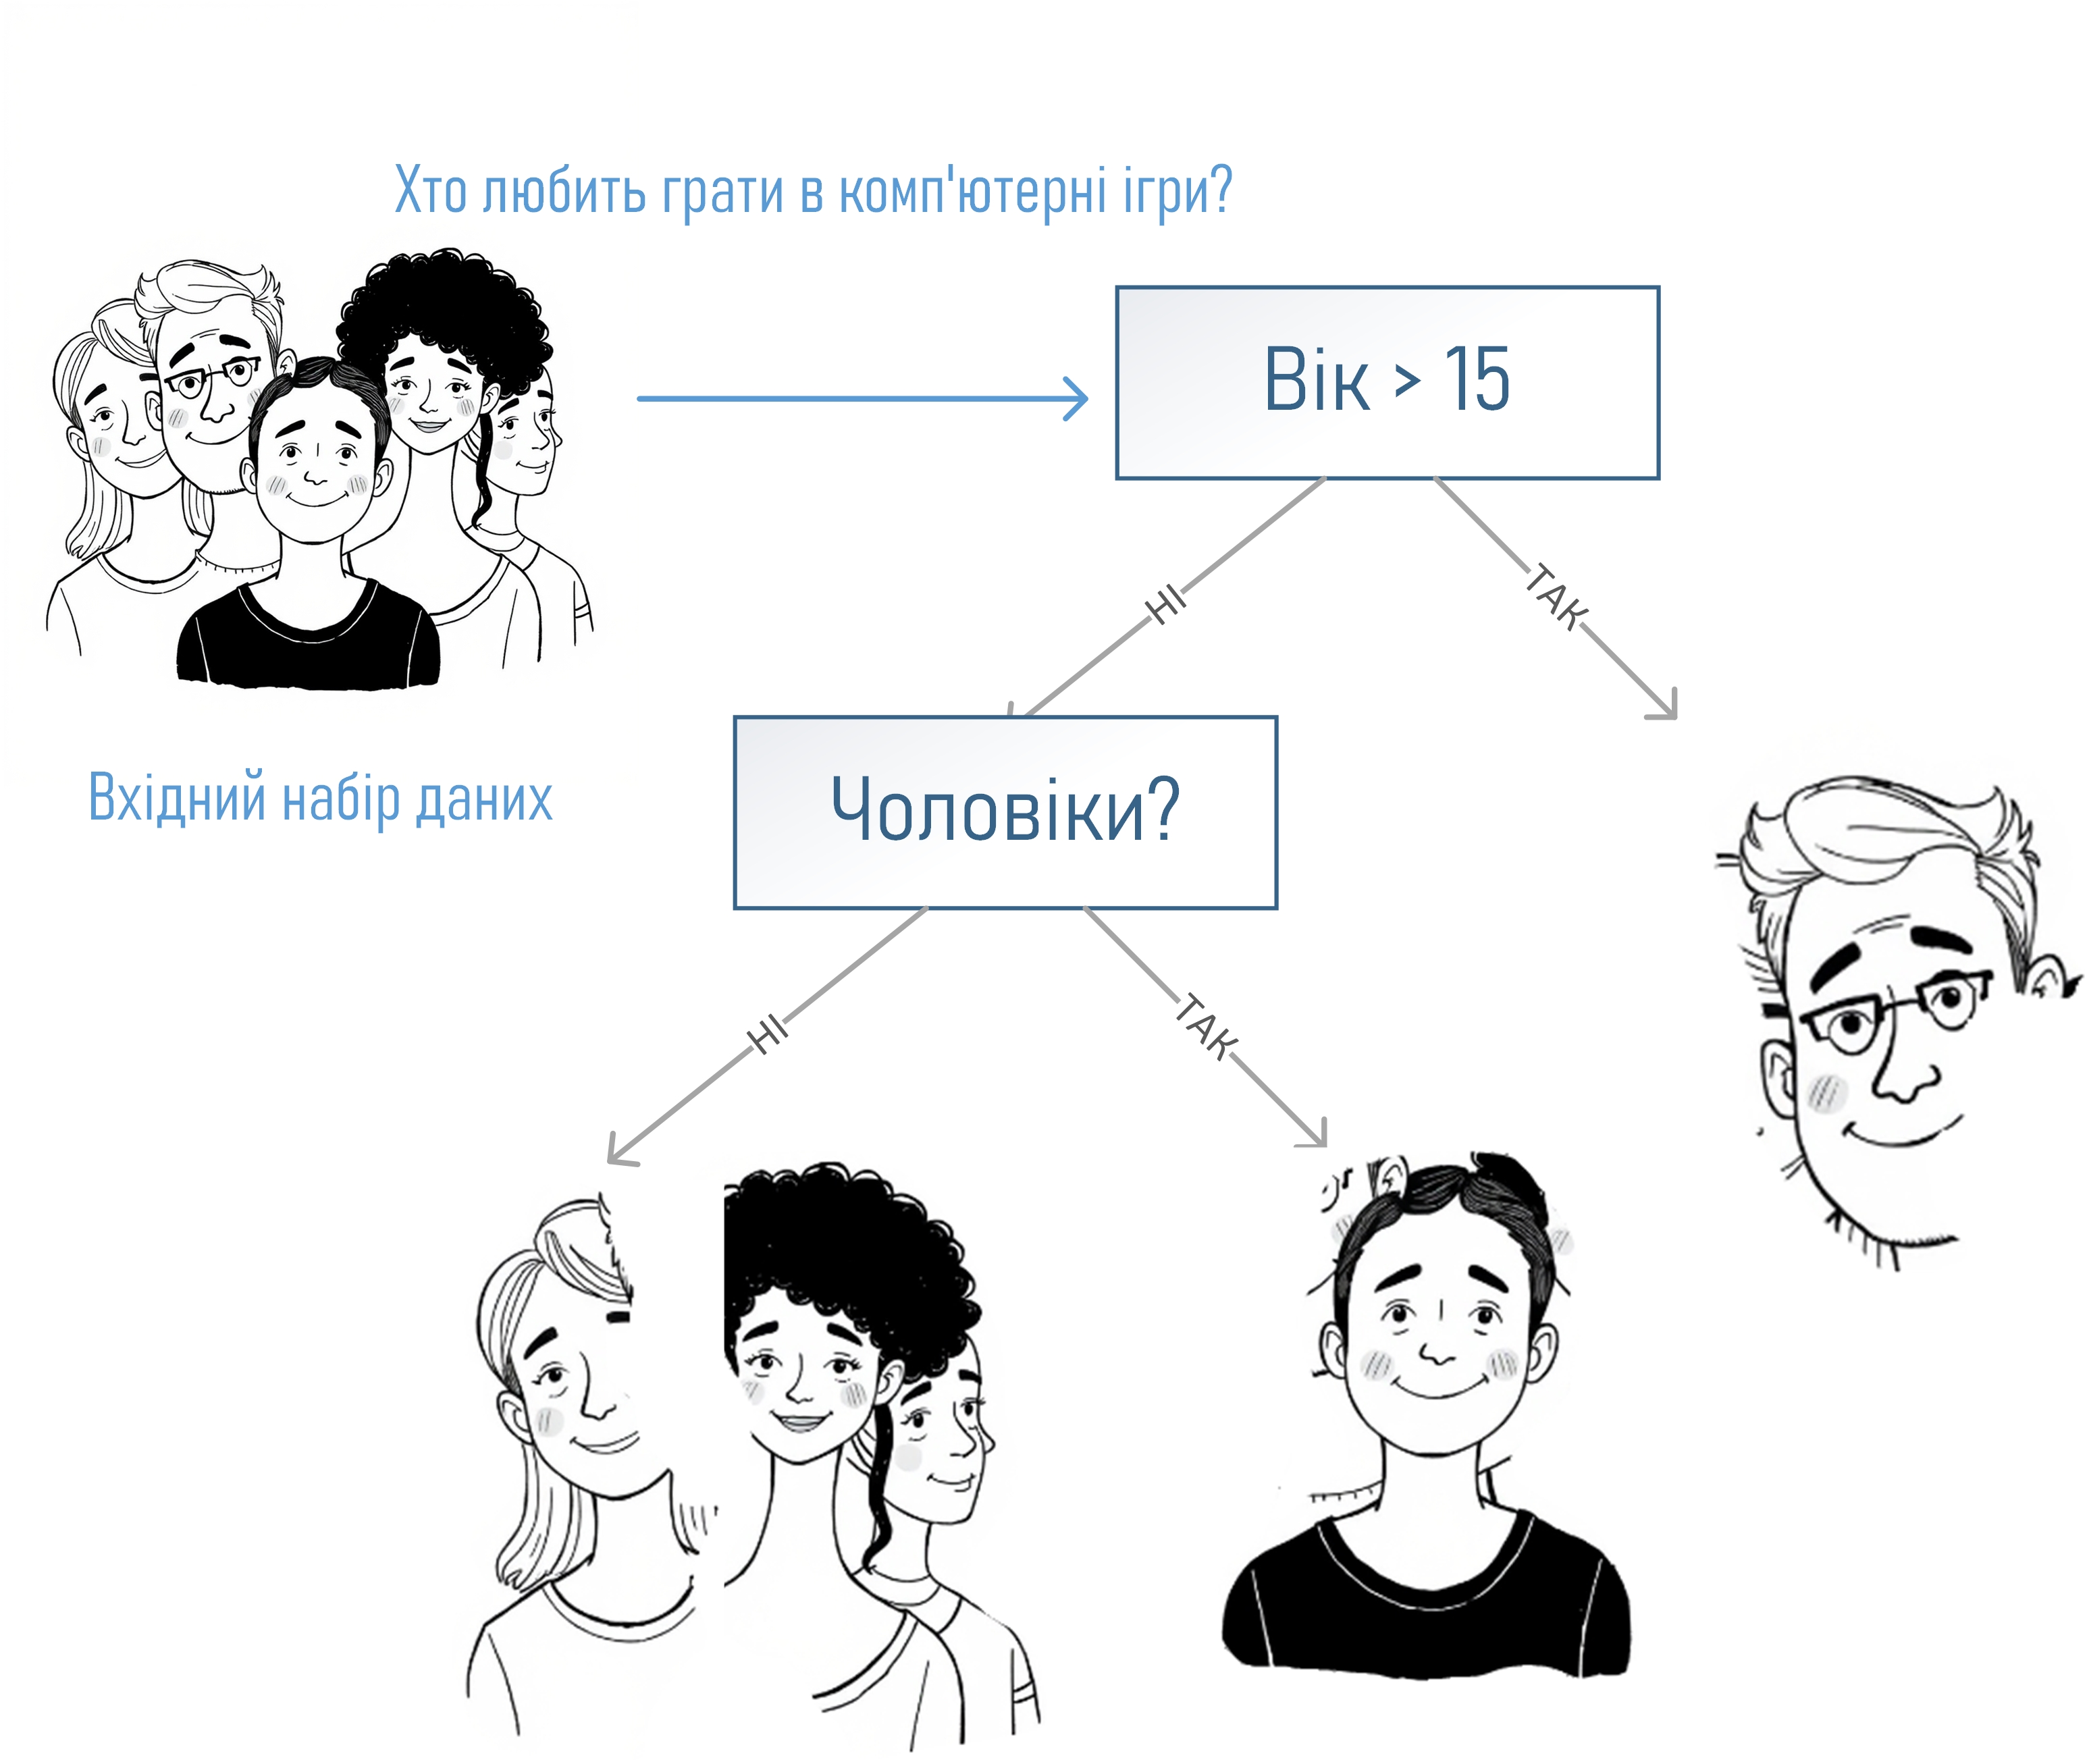 Хто любить грати в комп'ютерні ігри?
Вік > 15
НІ
ТАК
Вхідний набір даних
Чоловіки?
НІ
ТАК